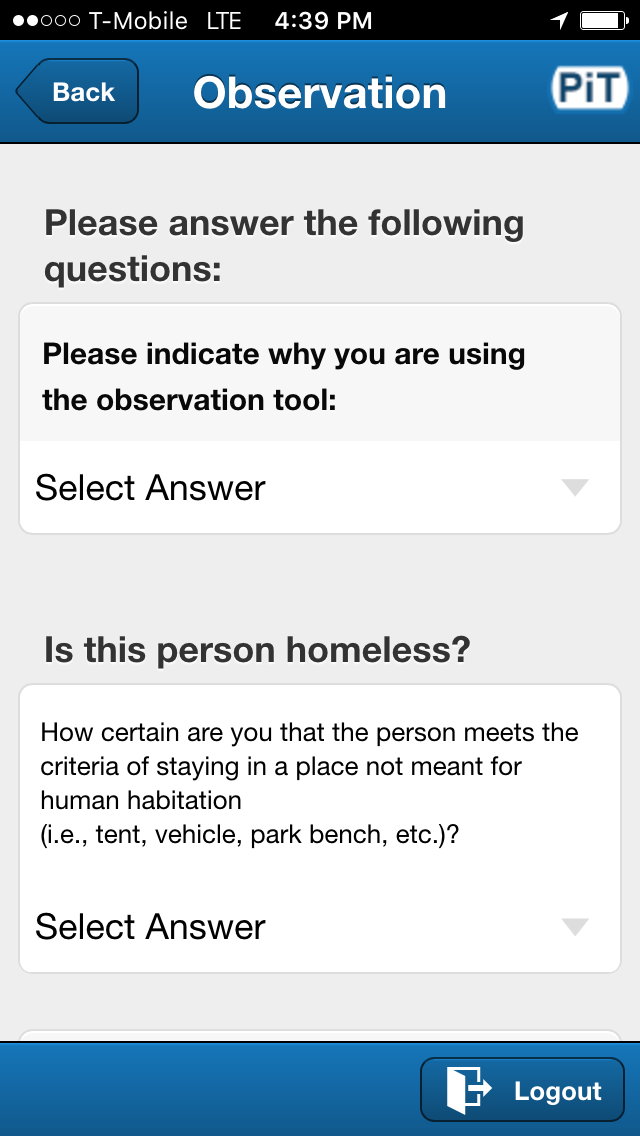 T-Mobile LTE 4:39 PM
Back Observation PiT
Please answer the following
questions:
Please indicate why you are using
the observation tool:
Select Answer
Is this person homeless?
How certain are you that the person meets the
criteria of staying in a place not meant for
human habitation
(i.e., tent, vehicle, park bench, etc.)?
Select Answer
Logout